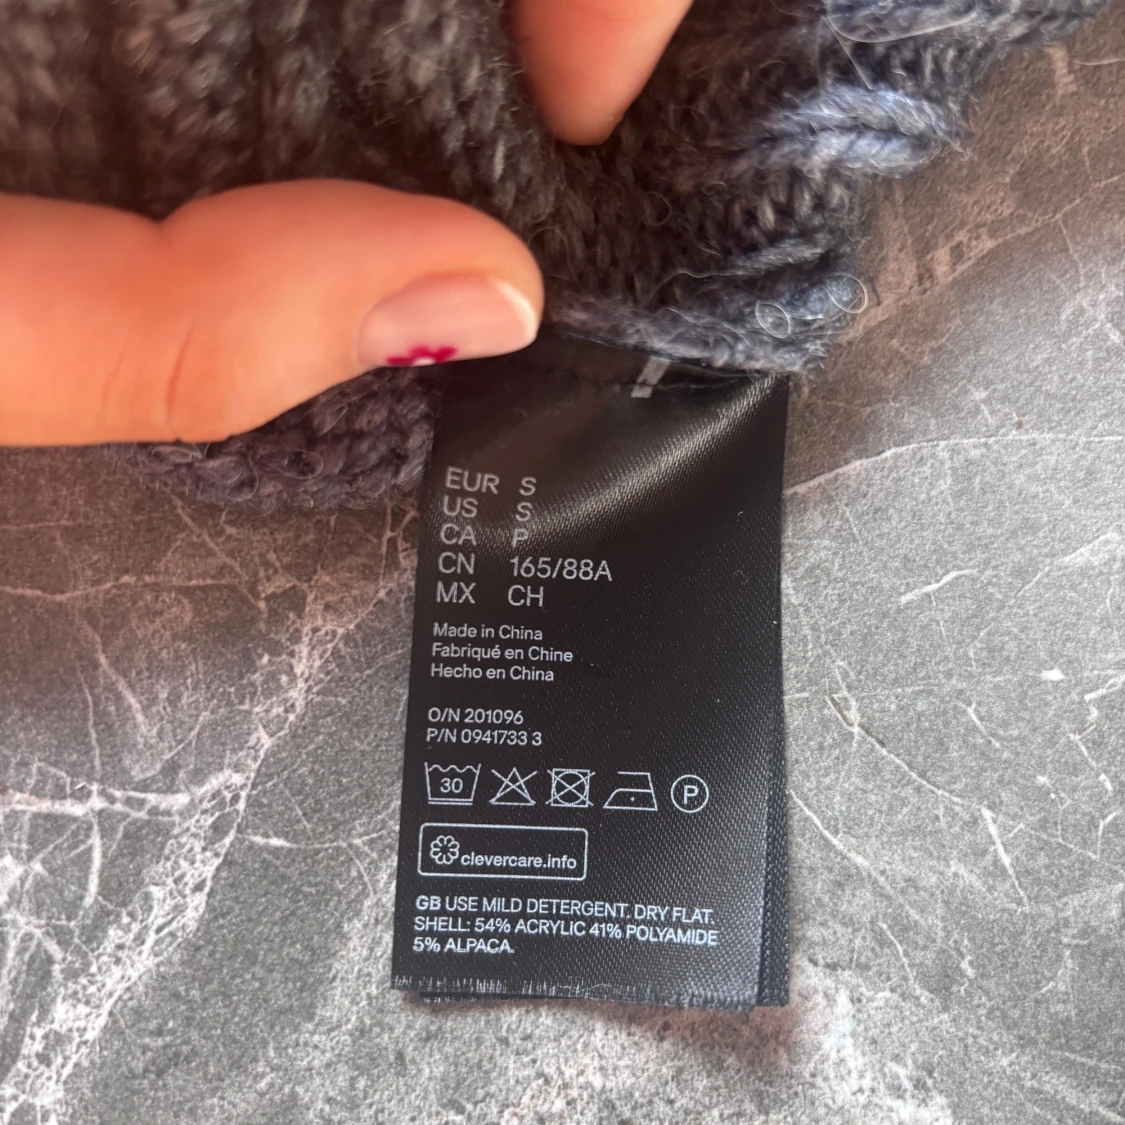 EUR S
US S
CA P
CN 165/88A
MX CH
Made in China
Fabriqué en Chine
Hecho en China
O/N 201096
P/N 0941733 3
30
P
clevercare.info
GB USE MILD DETERGENT. DRY FLAT.
SHELL: 54% ACRYLIC 41% POLYAMIDE
5% ALPACA